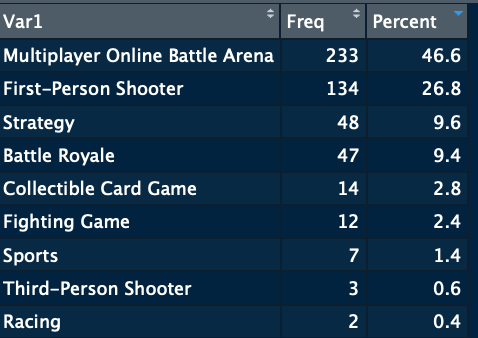 Var1 Freq Percent
Multiplayer Online Battle Arena 233 46.6
First-Person Shooter 134 26.8
Strategy 48 9.6
Battle Royale 47 9.4
Collectible Card Game 14 2.8
Fighting Game 12 2.4
Sports 7 1.4
Third-Person Shooter 3 0.6
Racing 2 0.4